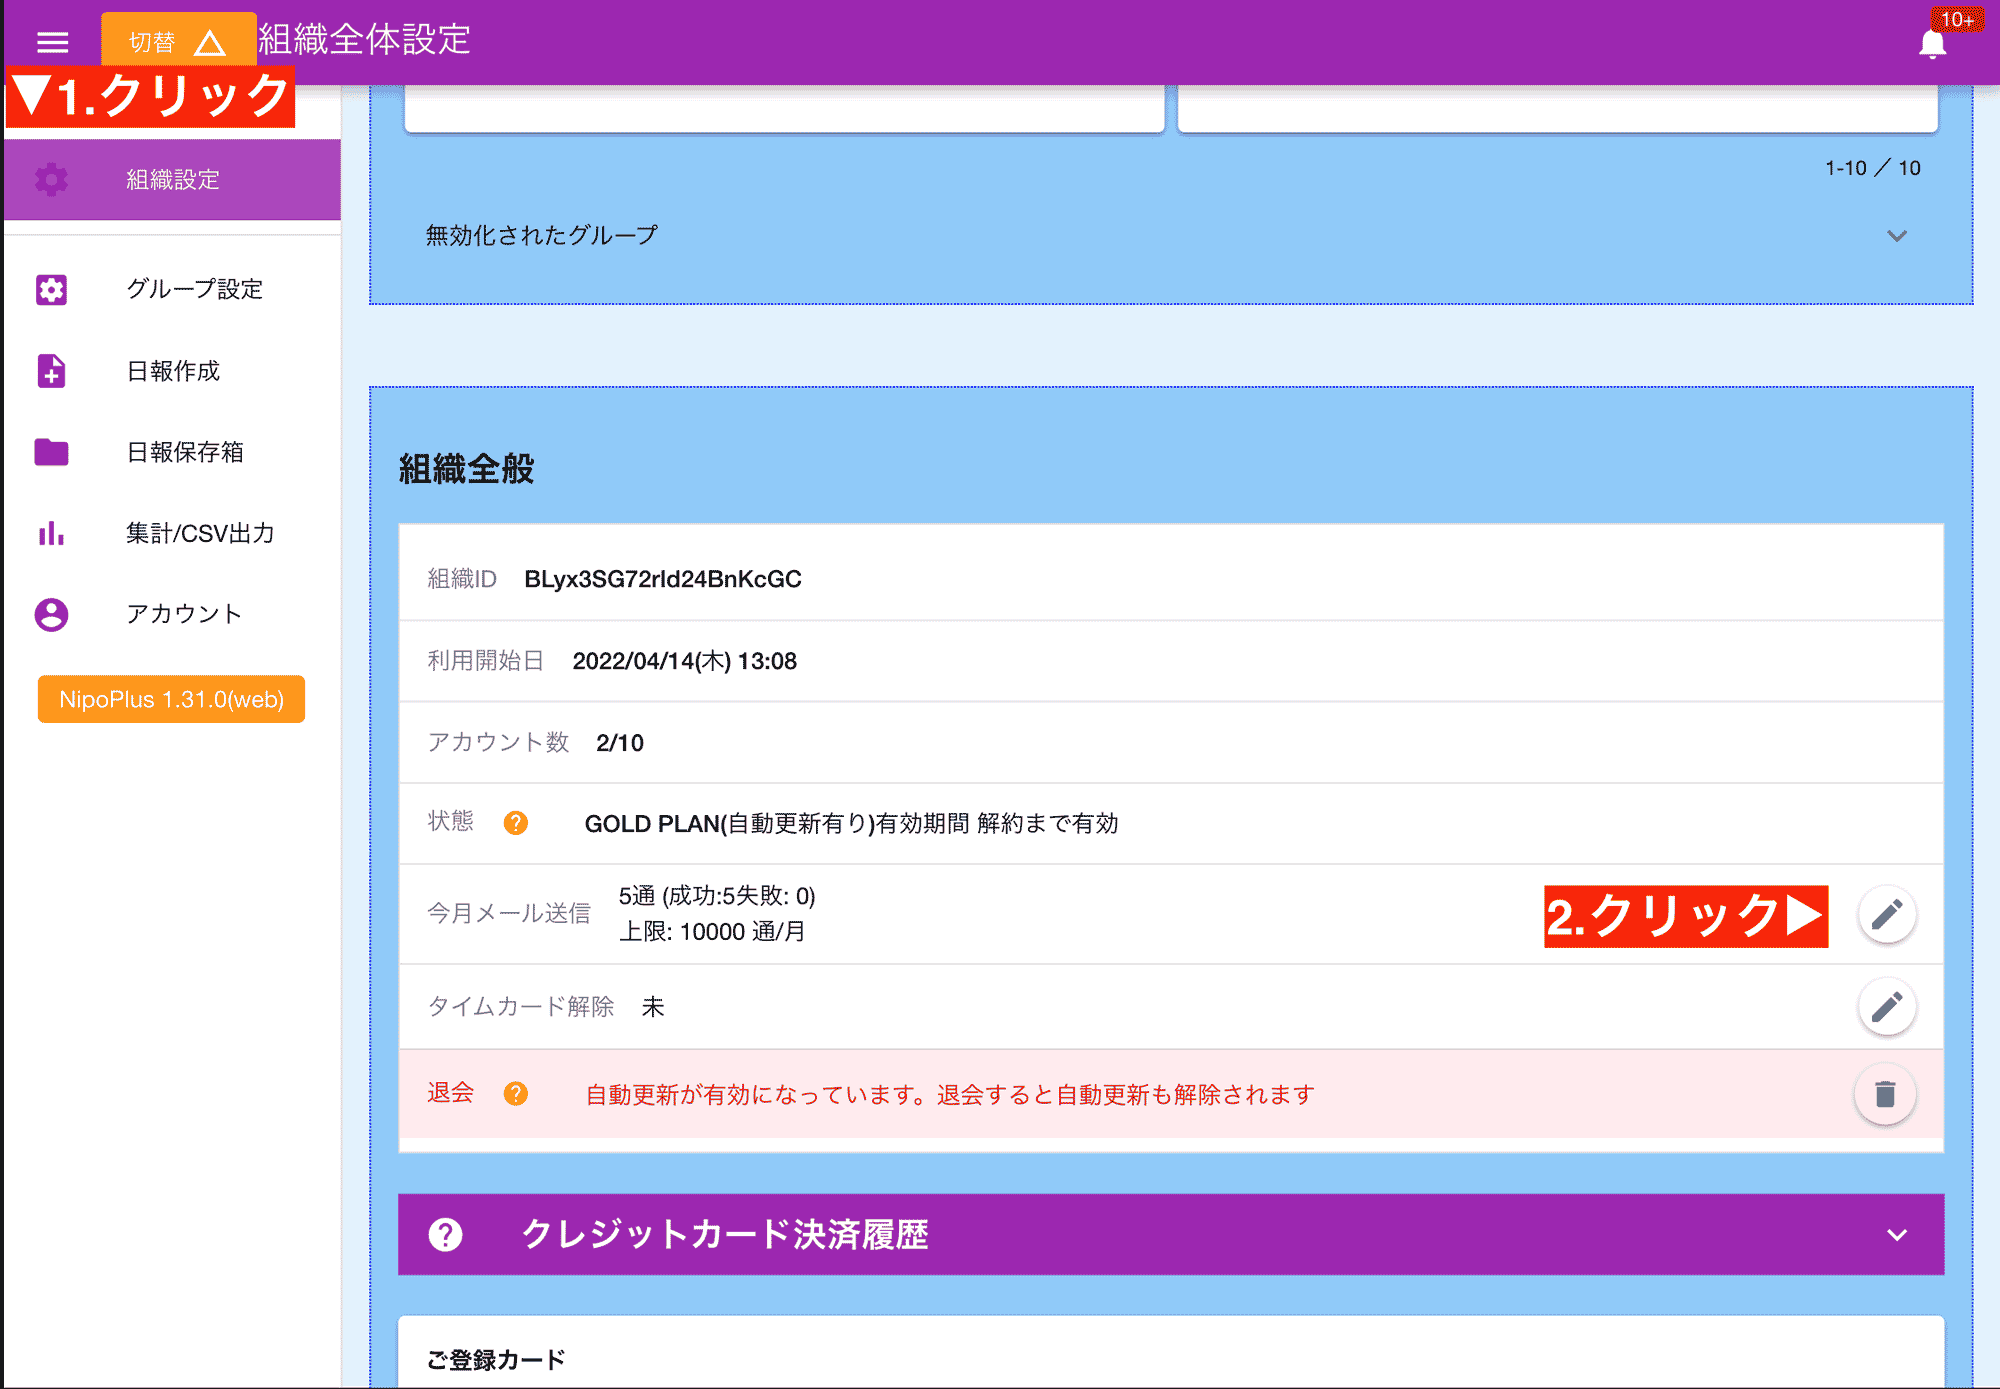 切替
組織全体設定
10+
▼1.クリック
組織設定
グループ設定
日報作成
日報保存箱
集計/CSV出力
アカウント
NipoPlus 1.31.0(web)
1-10 ／ 10
無効化されたグループ
組織全般
組織ID BLyx3SG72rId24BnKcGC
利用開始日 2022/04/14(木) 13:08
アカウント数 2/10
状態 ? GOLD PLAN(自動更新有り)有効期間 解約まで有効
今月メール送信 5通 (成功:5失敗: 0)
上限: 10000 通/月
2.クリック▶
タイムカード解除 未
退会 ? 自動更新が有効になっています。退会すると自動更新も解除されます
? クレジットカード決済履歴
ご登録カード